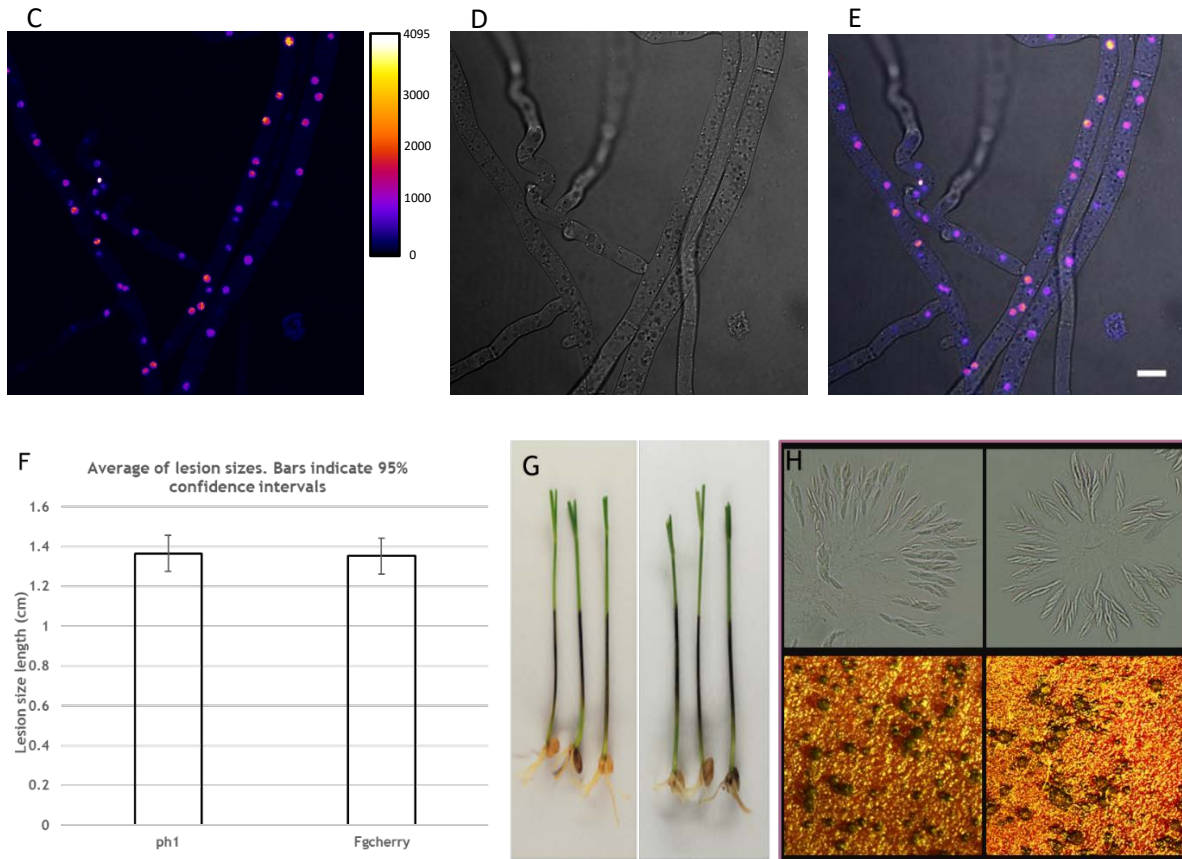 C
D
E
4095
4000
3000
2000
1000
0
F
Average of lesion sizes. Bars indicate 95%
confidence intervals
Lesion size length (cm)
1.6
1.4
1.2
1
0.8
0.6
0.4
0.2
0
ph1
Fgcherry
G
H